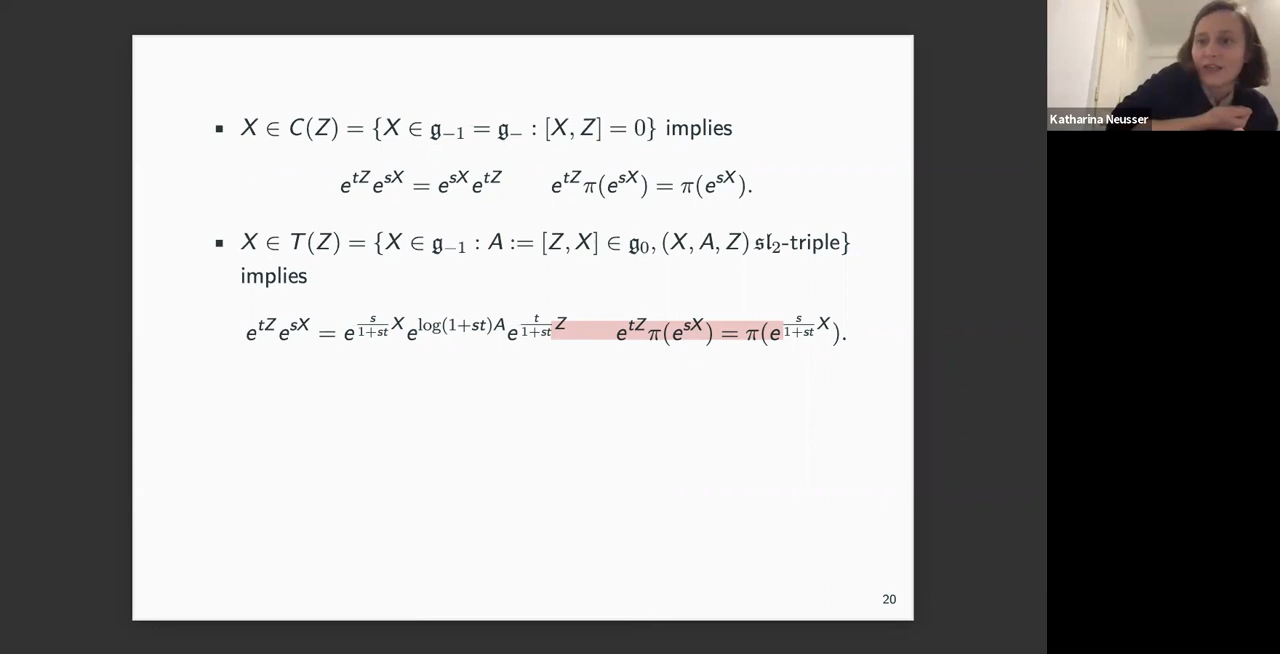 ▪ X ∈ C(Z) = {X ∈ 𝔤₋₁ = 𝔤₋ : [X, Z] = 0} implies
e^{tZ} e^{sX} = e^{sX} e^{tZ}    e^{tZ} π(e^{sX}) = π(e^{sX}).
▪ X ∈ T(Z) = {X ∈ 𝔤₋₁ : A := [Z, X] ∈ 𝔤₀, (X, A, Z) 𝔰𝔩₂-triple}
implies
e^{tZ} e^{sX} = e^{\frac{s}{1+st}X} e^{log(1+st)A} e^{\frac{t}{1+st}Z}    e^{tZ} π(e^{sX}) = π(e^{\frac{s}{1+st}X}).
20
Katharina Neusser